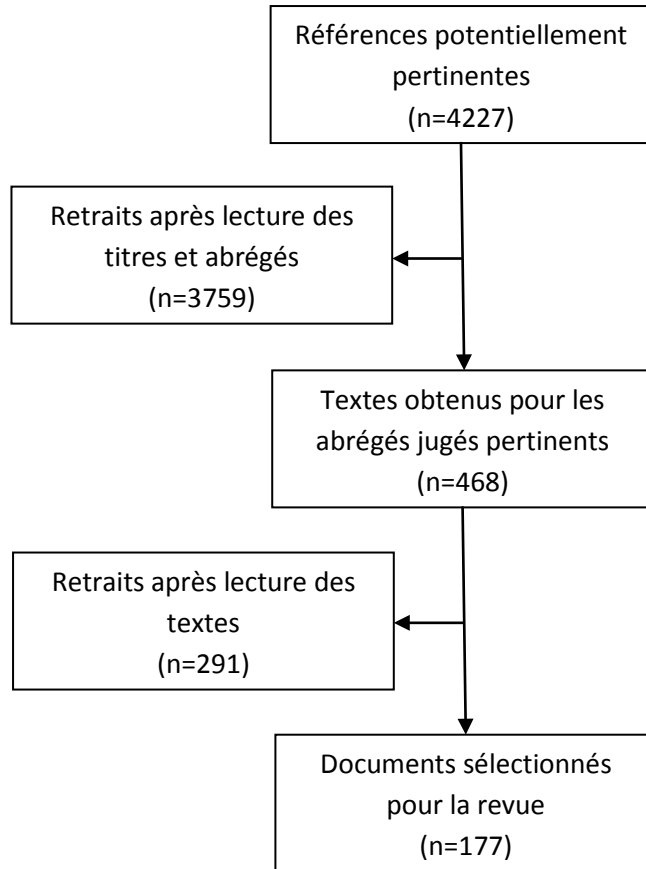 Références potentiellement
pertinentes
(n=4227)
Retraits après lecture des
titres et abrégés
(n=3759)
Textes obtenus pour les
abrégés jugés pertinents
(n=468)
Retraits après lecture des
textes
(n=291)
Documents sélectionnés
pour la revue
(n=177)